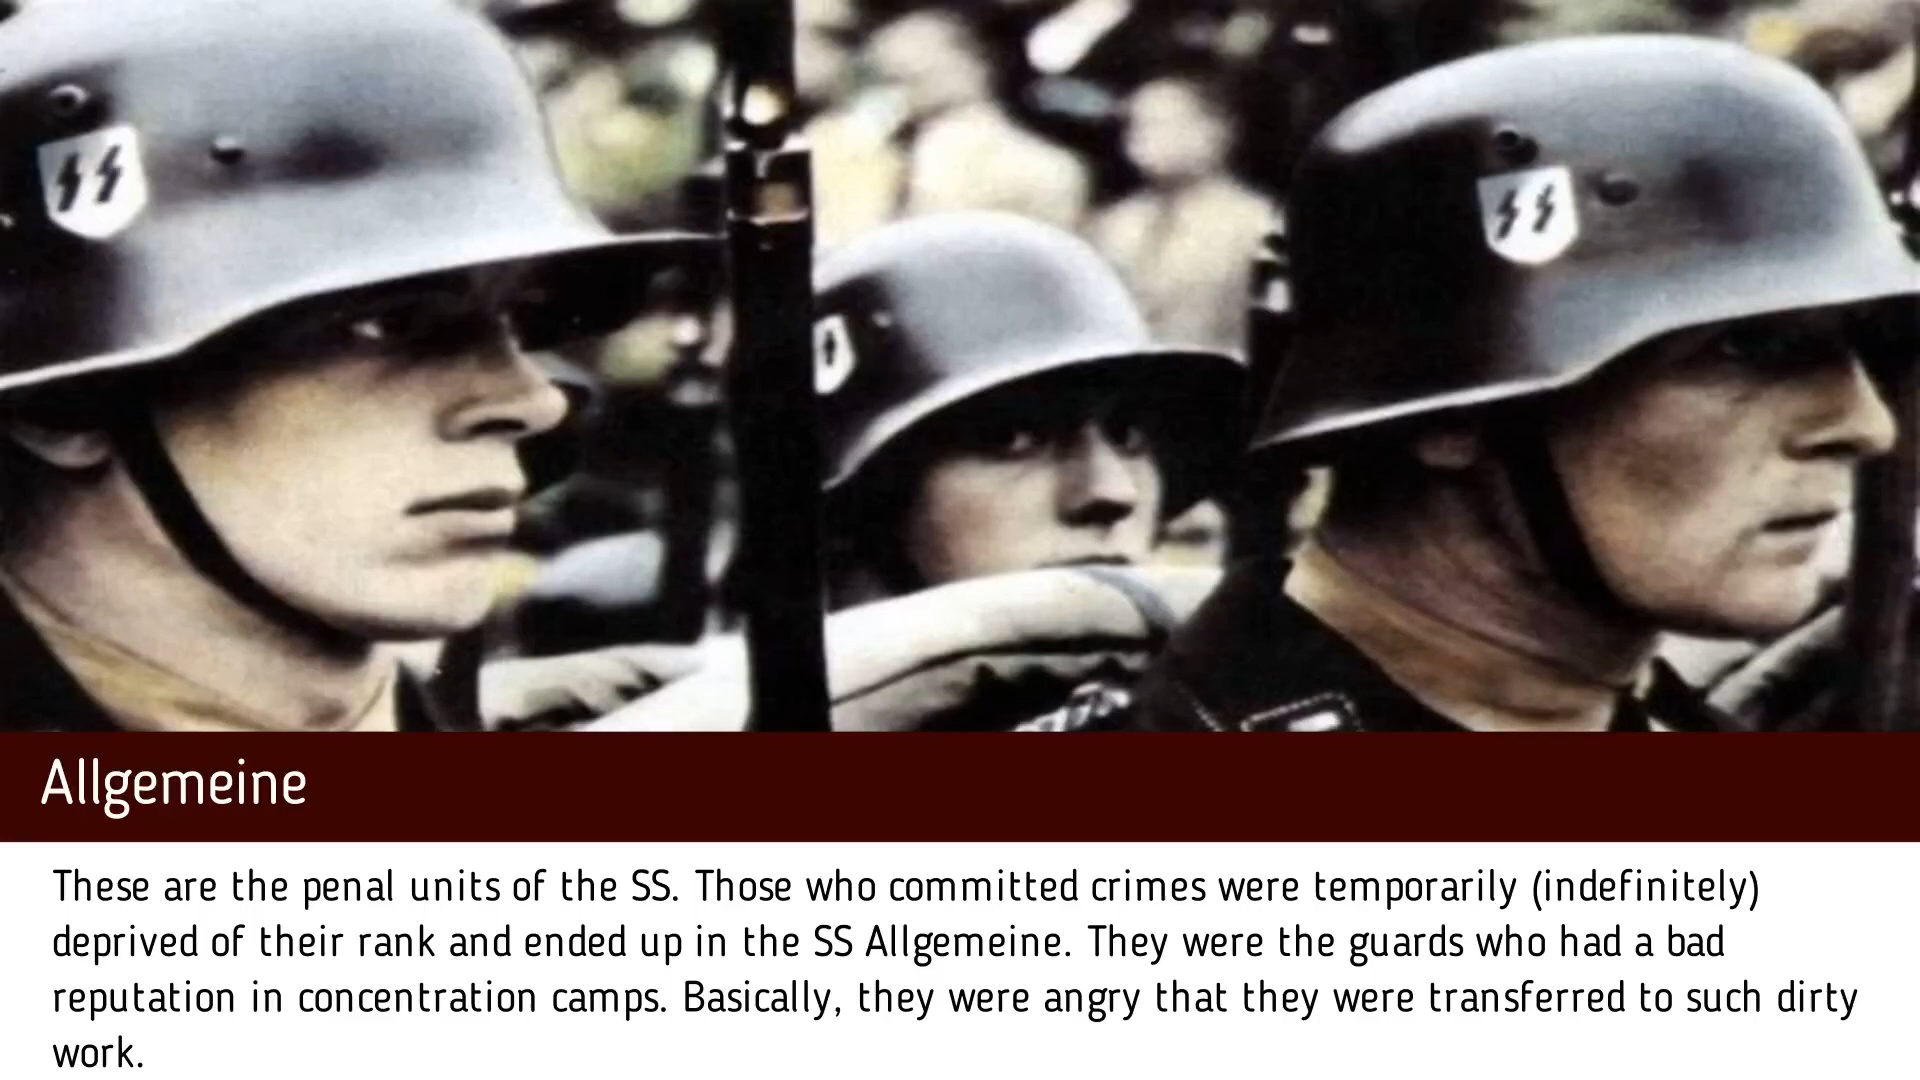 Allgemeine
These are the penal units of the SS. Those who committed crimes were temporarily (indefinitely)
deprived of their rank and ended up in the SS Allgemeine. They were the guards who had a bad
reputation in concentration camps. Basically, they were angry that they were transferred to such dirty
work.